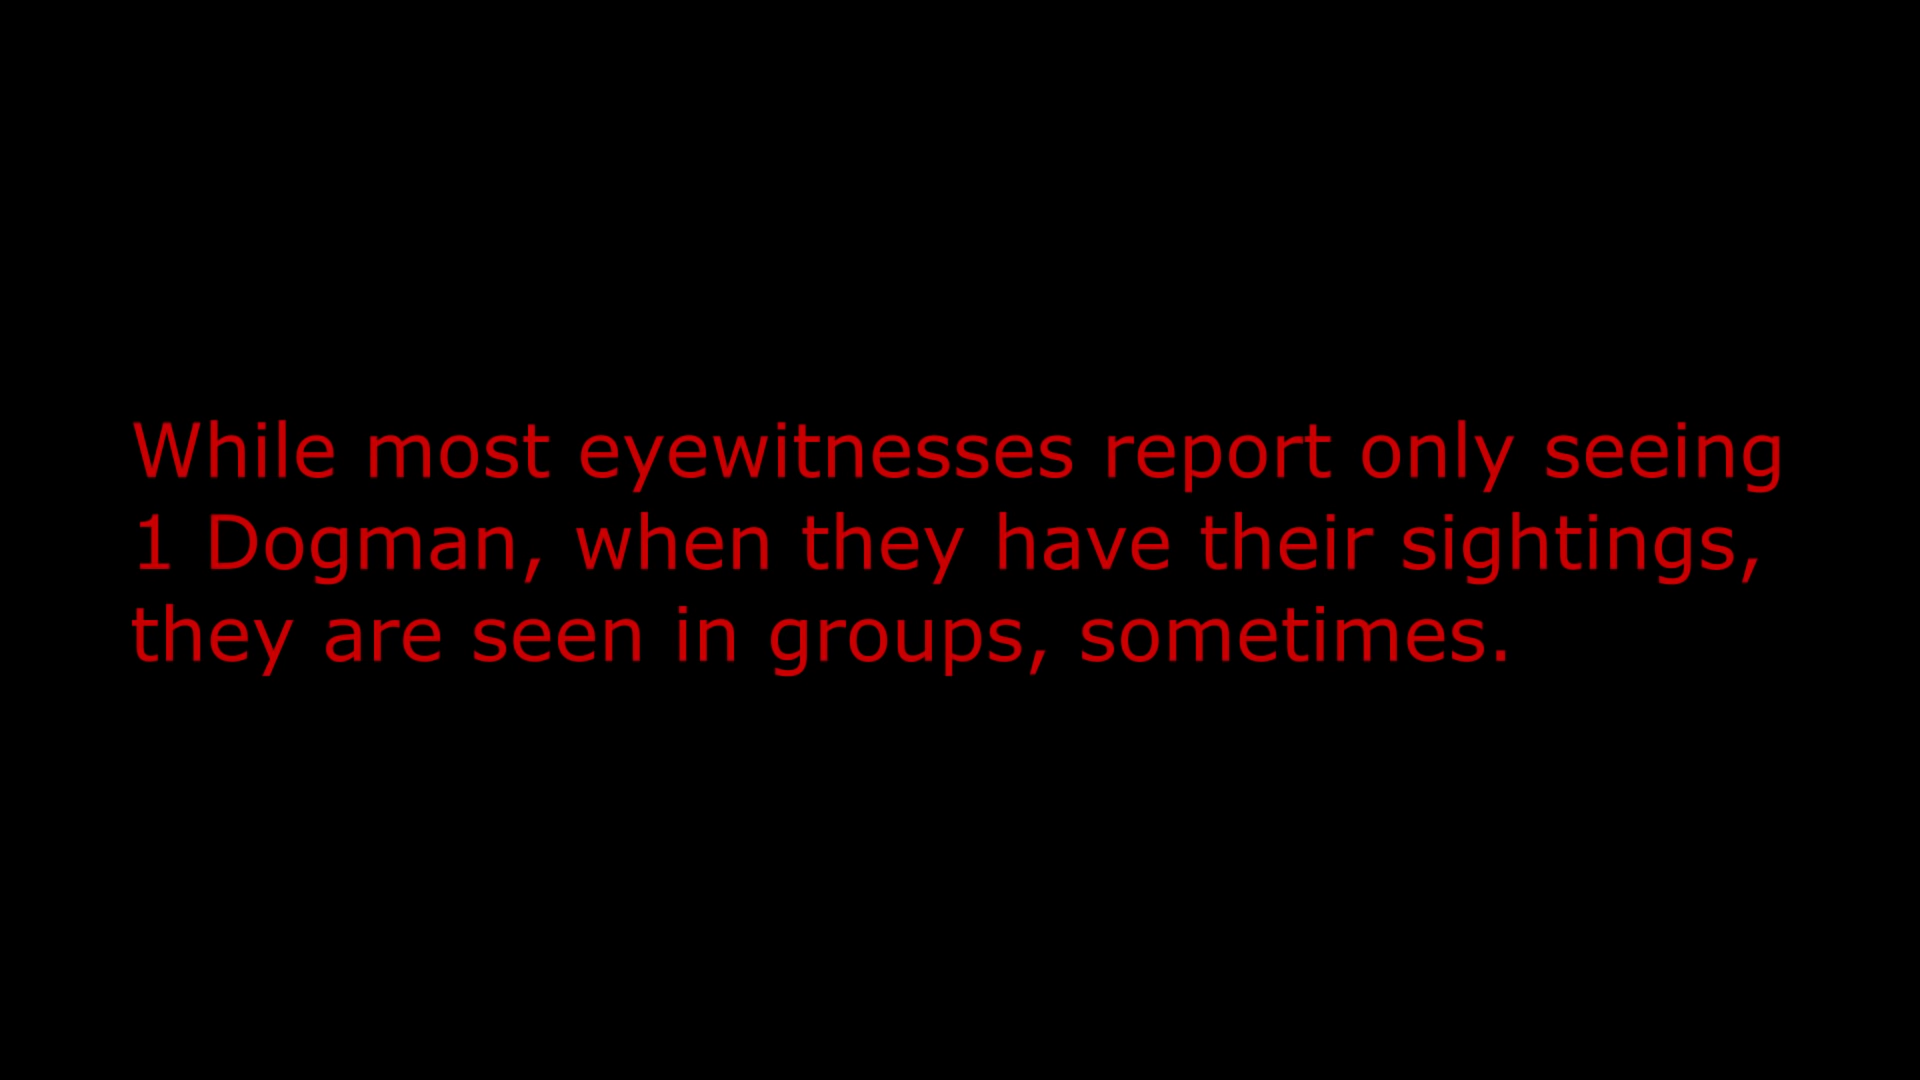 While most eyewitnesses report only seeing
1 Dogman, when they have their sightings,
they are seen in groups, sometimes.